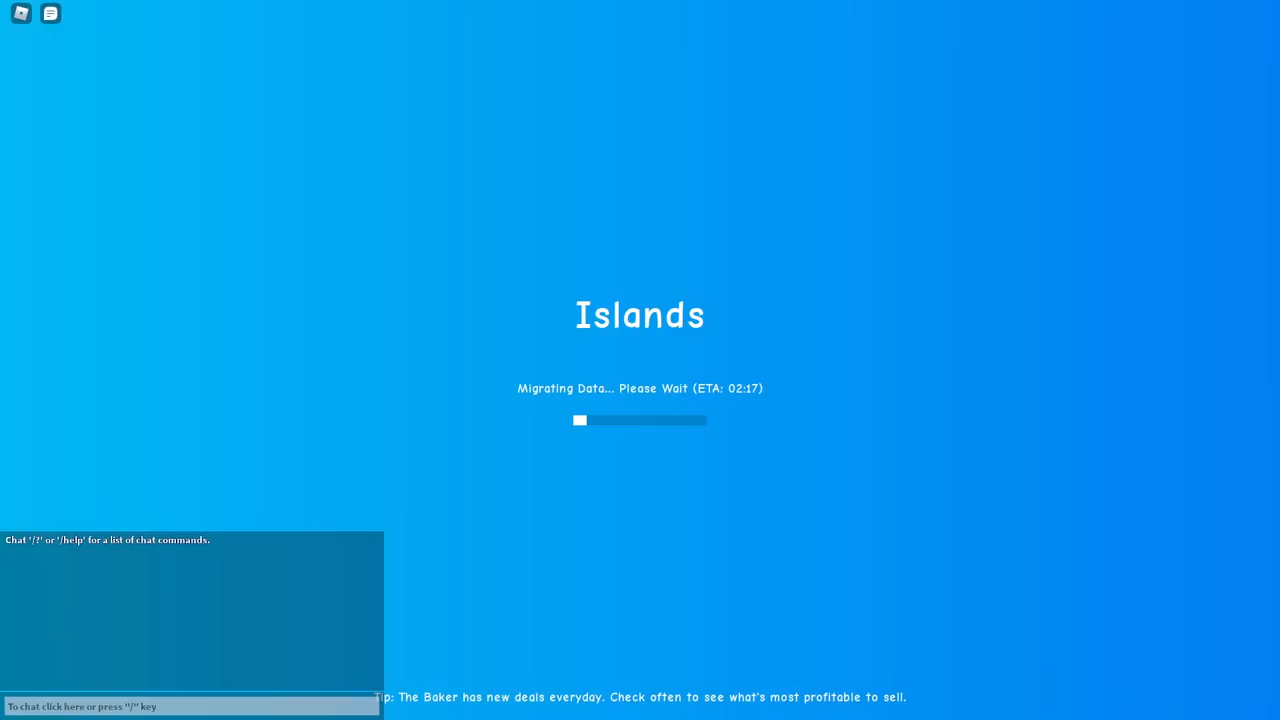 Islands
Migrating Data... Please Wait (ETA: 02:17)
Chat '/?' or '/help' for a list of chat commands.
Tip: The Baker has new deals everyday. Check often to see what's most profitable to sell.
To chat click here or press "/" key